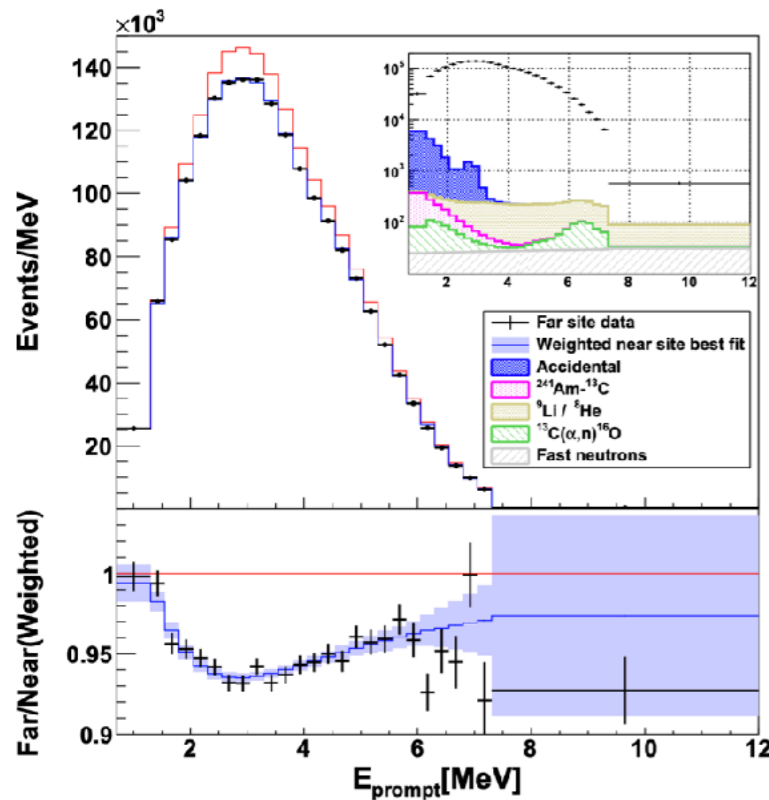 ×10³
140
120
100
80
60
40
20
Events/MeV
10⁵
10⁴
10³
10²
2 4 6 8 10 12
Far site data
Weighted near site best fit
Accidental
²⁴¹Am-¹³C
⁹Li / ⁸He
¹³C(α,n)¹⁶O
Fast neutrons
1
0.95
0.9
Far/Near(Weighted)
2 4 6 8 10 12
E_prompt[MeV]